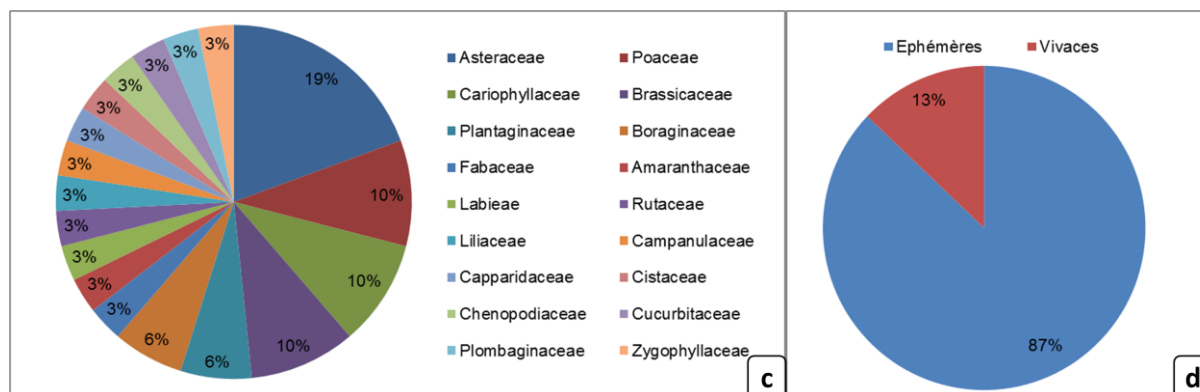 19%
10%
10%
10%
6%
6%
3%
3%
3%
3%
3%
3%
3%
3%
3%
3%
3%
3%
Asteraceae Poaceae
Cariophyllaceae Brassicaceae
Plantaginaceae Boraginaceae
Fabaceae Amaranthaceae
Labieae Rutaceae
Liliaceae Campanulaceae
Capparidaceae Cistaceae
Chenopodiaceae Cucurbitaceae
Plombaginaceae Zygophyllaceae
c
Ephémères Vivaces
13%
87%
d